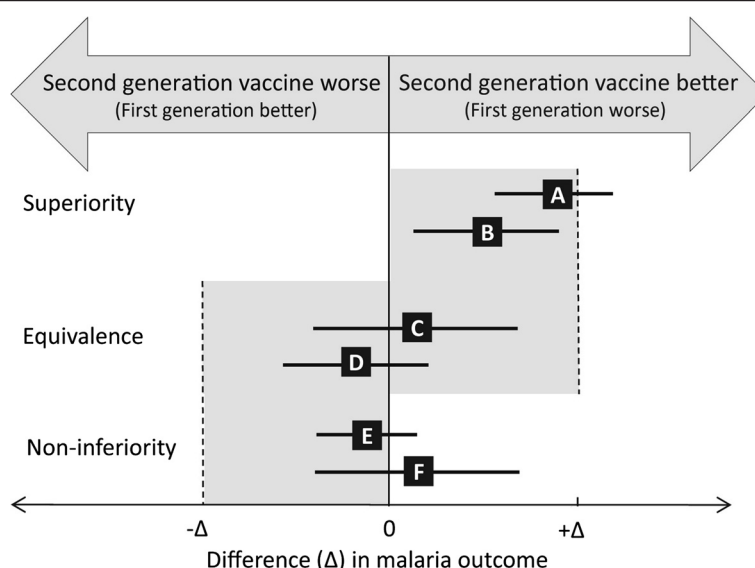 Second generation vaccine worse
(First generation better)
Second generation vaccine better
(First generation worse)
Superiority
A
B
Equivalence
C
D
Non-inferiority
E
F
-Δ
0
+Δ
Difference (Δ) in malaria outcome